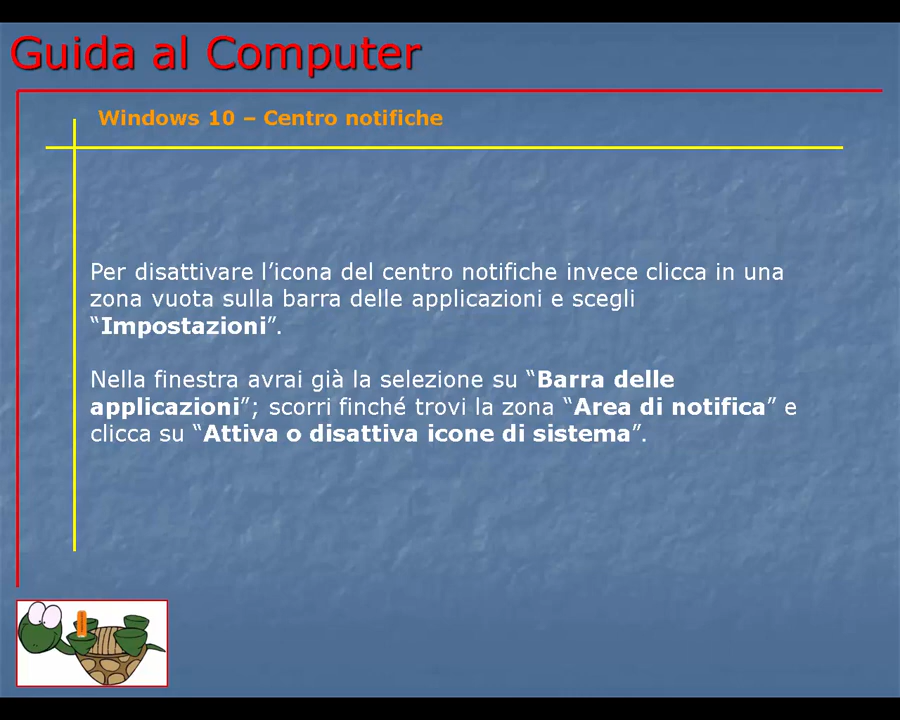 Guida al Computer
Windows 10 – Centro notifiche
Per disattivare l’icona del centro notifiche invece clicca in una
zona vuota sulla barra delle applicazioni e scegli
“Impostazioni”.
Nella finestra avrai già la selezione su “Barra delle
applicazioni”; scorri finché trovi la zona “Area di notifica” e
clicca su “Attiva o disattiva icone di sistema”.